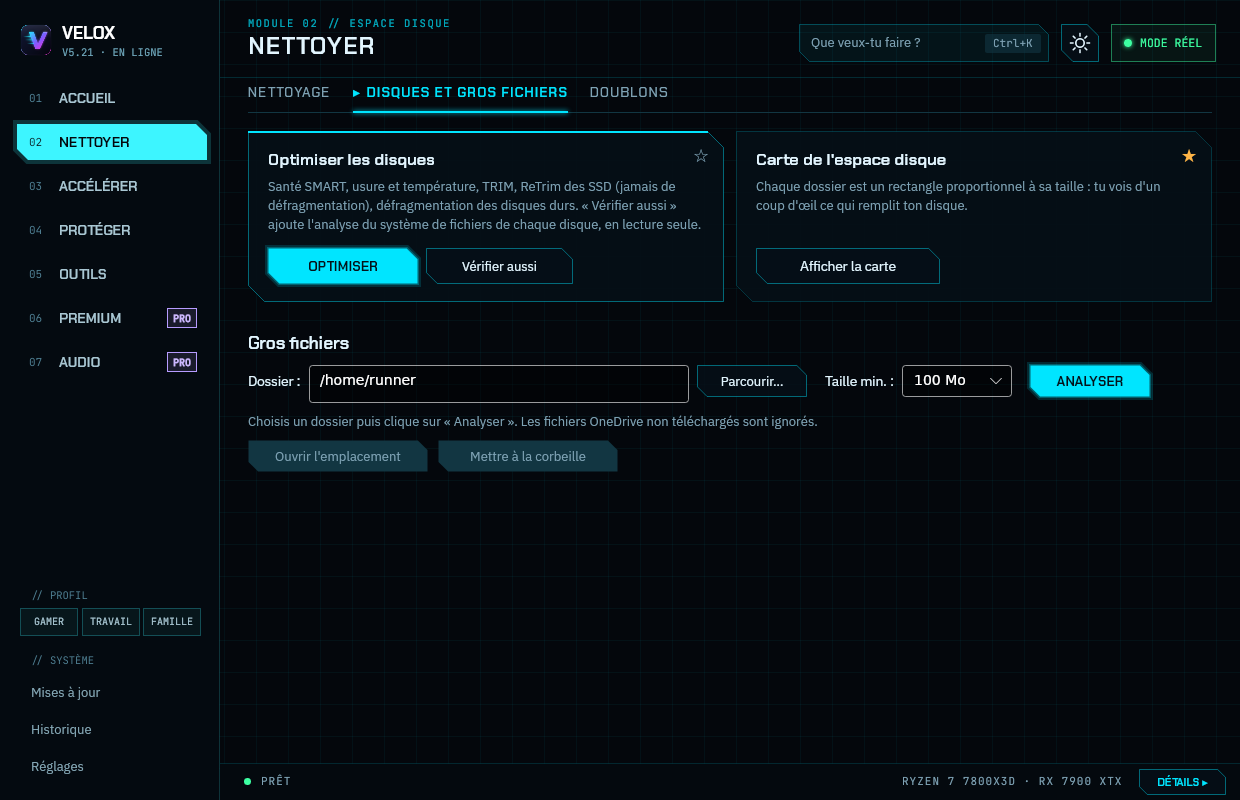 VELOX
V5.21 · EN LIGNE
01 ACCUEIL
02 NETTOYER
03 ACCÉLÉRER
04 PROTÉGER
05 OUTILS
06 PREMIUM PRO
07 AUDIO PRO
// PROFIL
GAMER TRAVAIL FAMILLE
// SYSTÈME
Mises à jour
Historique
Réglages
MODULE 02 // ESPACE DISQUE
NETTOYER
Que veux-tu faire ? Ctrl+K
MODE RÉEL
NETTOYAGE ▸ DISQUES ET GROS FICHIERS DOUBLONS
Optimiser les disques ☆
Santé SMART, usure et température, TRIM, ReTrim des SSD (jamais de
défragmentation), défragmentation des disques durs. « Vérifier aussi »
ajoute l'analyse du système de fichiers de chaque disque, en lecture seule.
OPTIMISER Vérifier aussi
Carte de l'espace disque ★
Chaque dossier est un rectangle proportionnel à sa taille : tu vois d'un
coup d'œil ce qui remplit ton disque.
Afficher la carte
Gros fichiers
Dossier : /home/runner Parcourir... Taille min. : 100 Mo ANALYSER
Choisis un dossier puis clique sur « Analyser ». Les fichiers OneDrive non téléchargés sont ignorés.
Ouvrir l'emplacement Mettre à la corbeille
PRÊT
RYZEN 7 7800X3D · RX 7900 XTX
DÉTAILS ▸